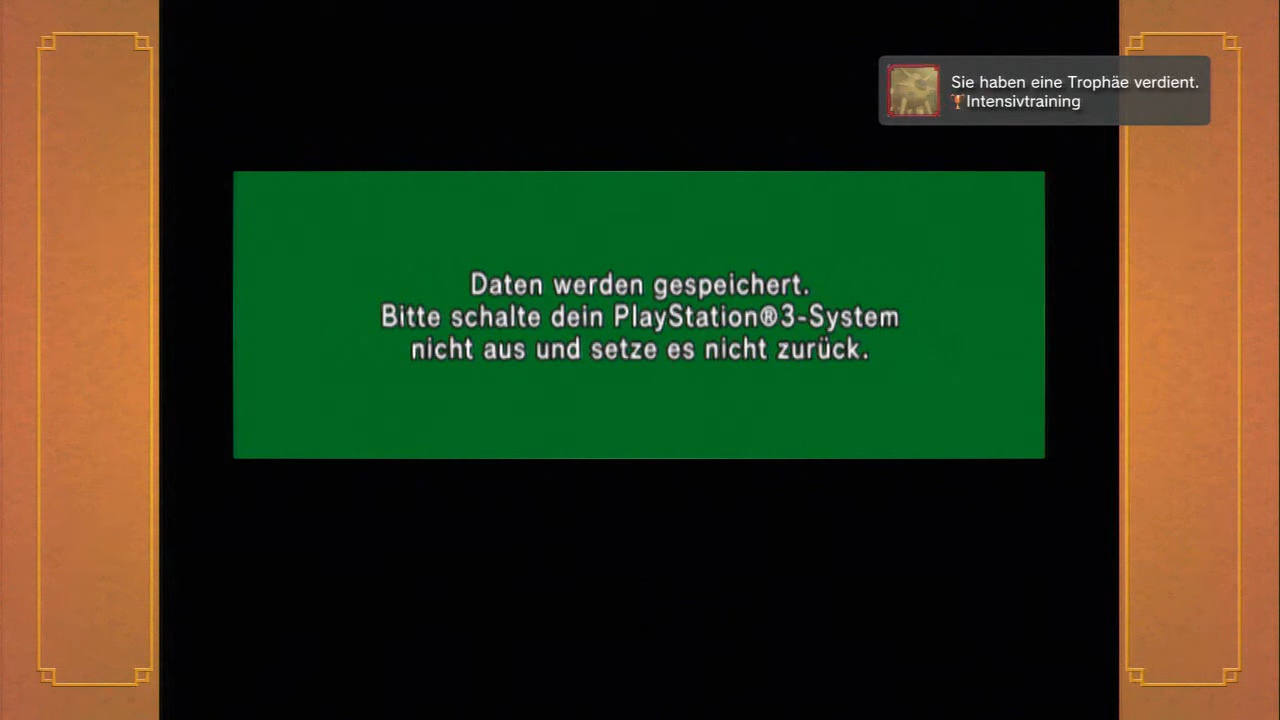 Sie haben eine Trophäe verdient.
Intensivtraining
Daten werden gespeichert.
Bitte schalte dein PlayStation®3-System
nicht aus und setze es nicht zurück.